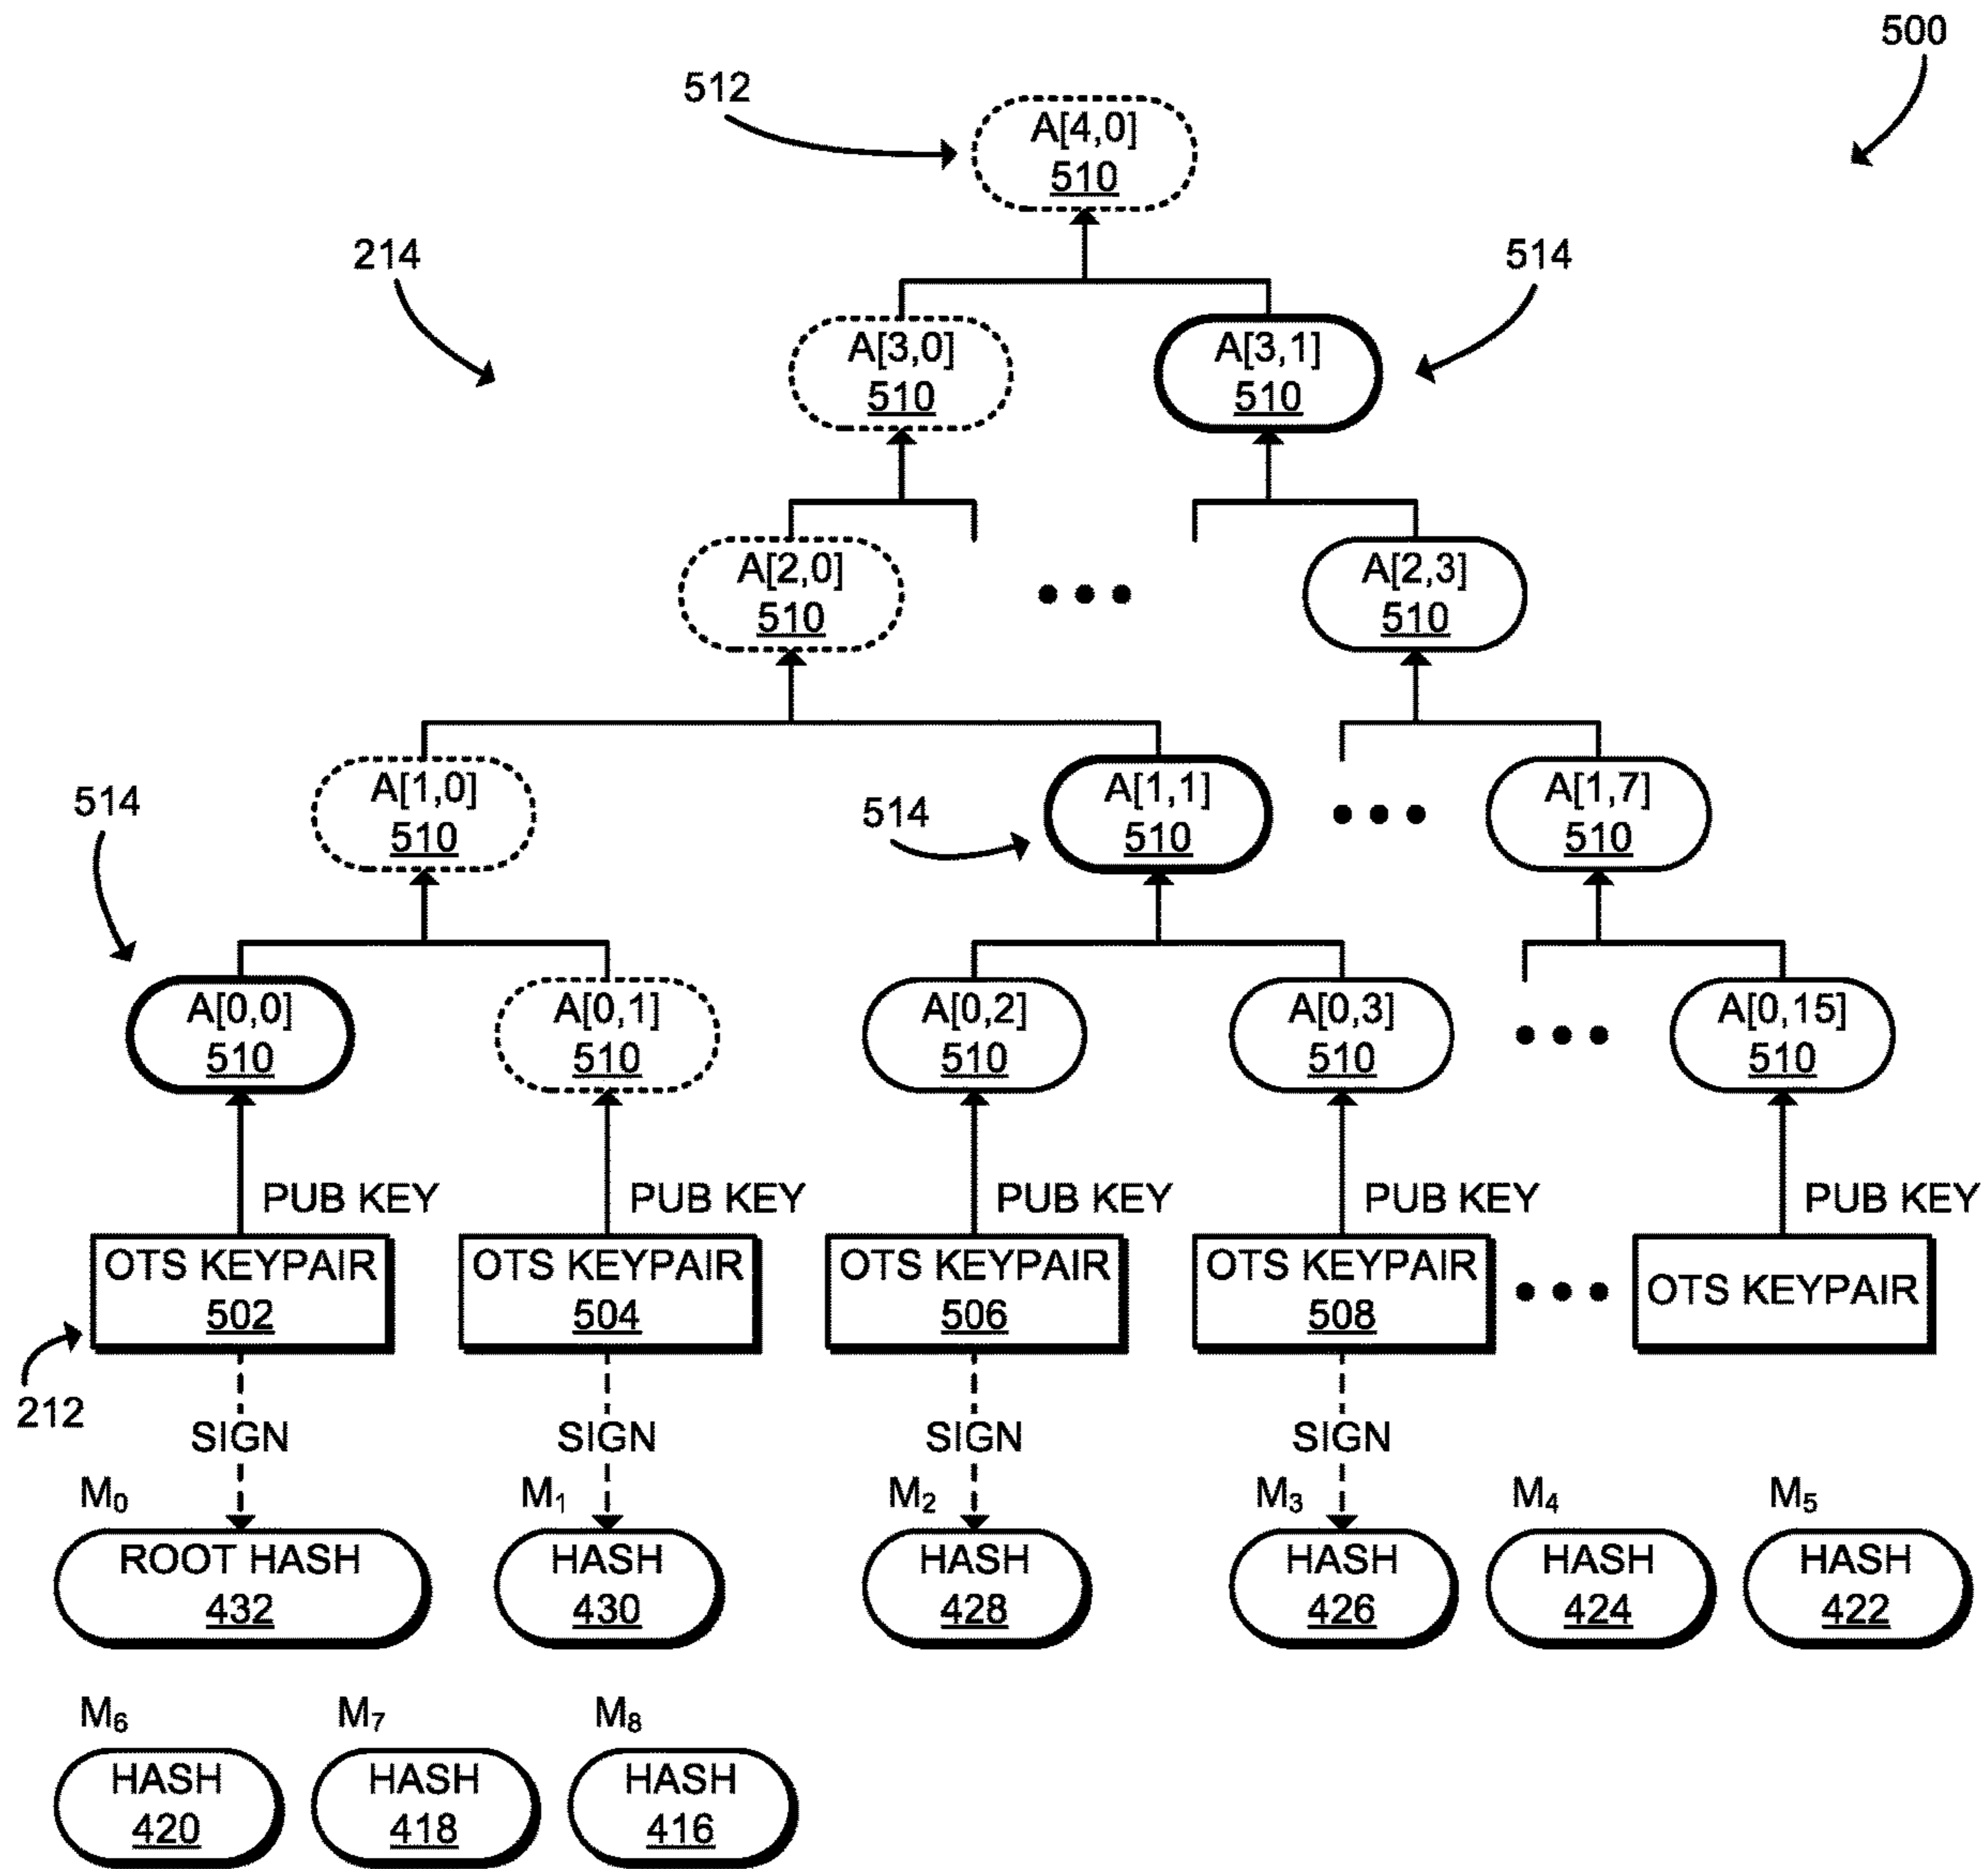 500
512
A[4,0]
510
214
514
A[3,0]
510
A[3,1]
510
A[2,0]
510
A[2,3]
510
514
A[1,0]
510
514
A[1,1]
510
A[1,7]
510
A[0,0]
510
A[0,1]
510
A[0,2]
510
A[0,3]
510
A[0,15]
510
PUB KEY
PUB KEY
PUB KEY
PUB KEY
PUB KEY
OTS KEYPAIR
502
OTS KEYPAIR
504
OTS KEYPAIR
506
OTS KEYPAIR
508
OTS KEYPAIR
212
SIGN
SIGN
SIGN
SIGN
M₀
M₁
M₂
M₃
M₄
M₅
ROOT HASH
432
HASH
430
HASH
428
HASH
426
HASH
424
HASH
422
M₆
M₇
M₈
HASH
420
HASH
418
HASH
416